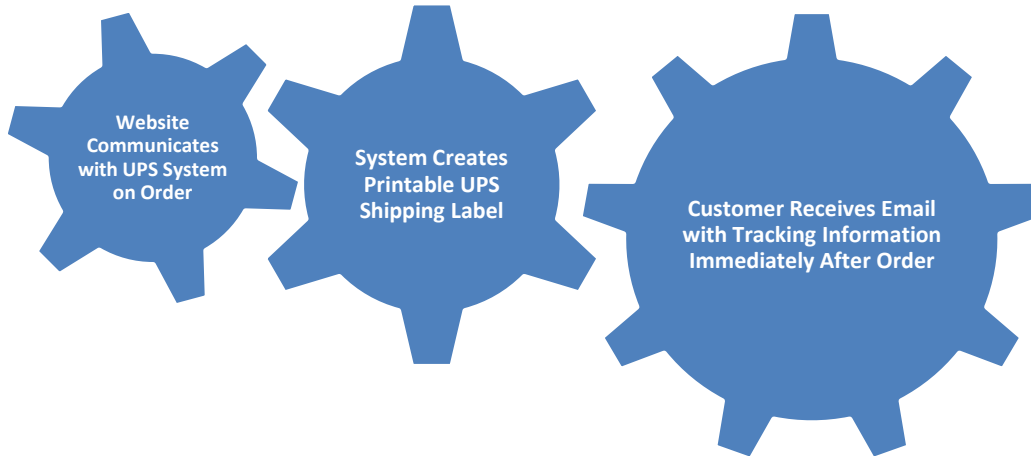 Website
Communicates
with UPS System
on Order
System Creates
Printable UPS
Shipping Label
Customer Receives Email
with Tracking Information
Immediately After Order